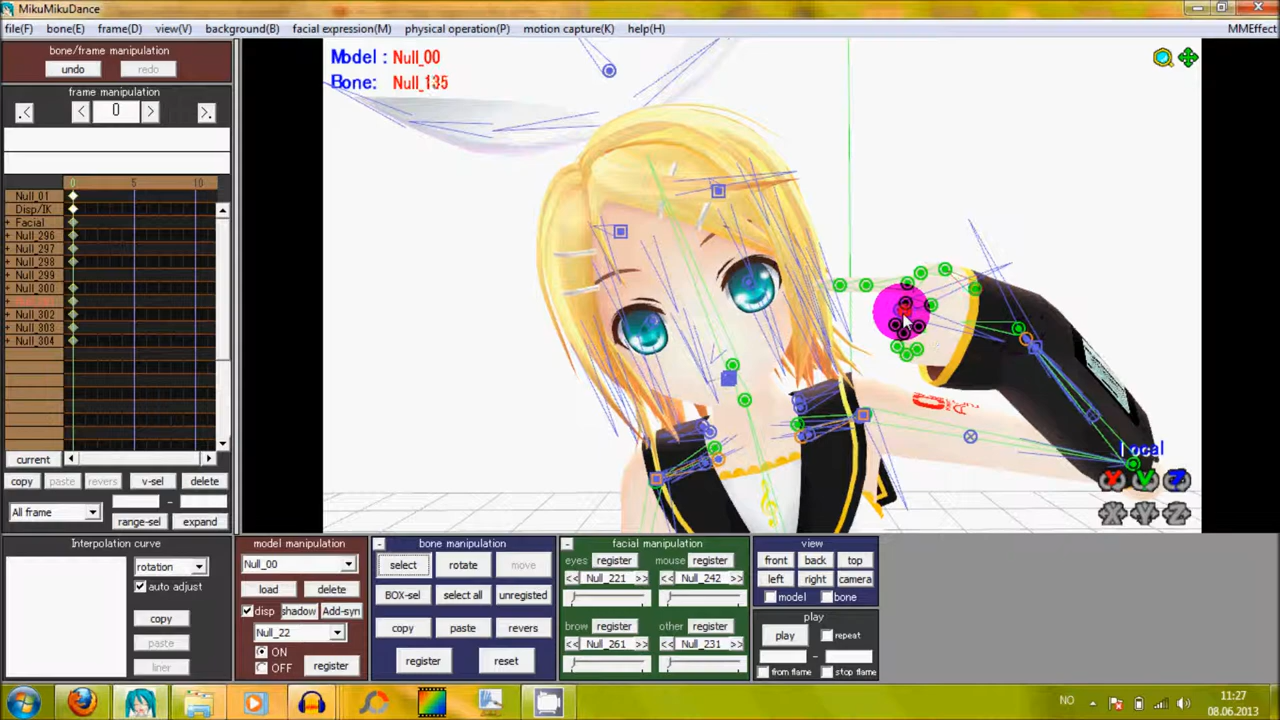 MikuMikuDance
file(F) bone(E) frame(D) view(V) background(B) facial expression(M) physical operation(P) motion capture(K) help(H) MMEffect
bone/frame manipulation
undo redo
frame manipulation
.< < 0 > >.
0 5 10
Null_01
Disp/IK
+ Facial
+ Null_296
+ Null_297
+ Null_298
+ Null_299
+ Null_300
+ Null_302
+ Null_303
+ Null_304
current
copy paste revers v-sel delete
All frame - range-sel expand
Model : Null_00
Bone: Null_135
Local
X Y Z
X Y Z
Interpolation curve
rotation
auto adjust
copy
paste
liner
model manipulation
Null_00
load delete
disp shadow Add-syn
Null_22
ON
OFF
register
- bone manipulation
select rotate move
BOX-sel select all unregisted
copy paste revers
register reset
- facial manipulation
eyes register mouse register
<< Null_221 >> << Null_242 >>
brow register other register
<< Null_261 >> << Null_231 >>
view
front back top
left right camera
model bone
play
play repeat
-
from flame stop flame
NO 11:27
08.06.2013